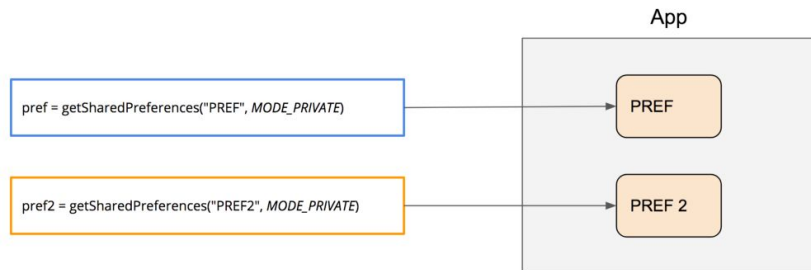 App
pref = getSharedPreferences("PREF", MODE_PRIVATE)
PREF
pref2 = getSharedPreferences("PREF2", MODE_PRIVATE)
PREF 2